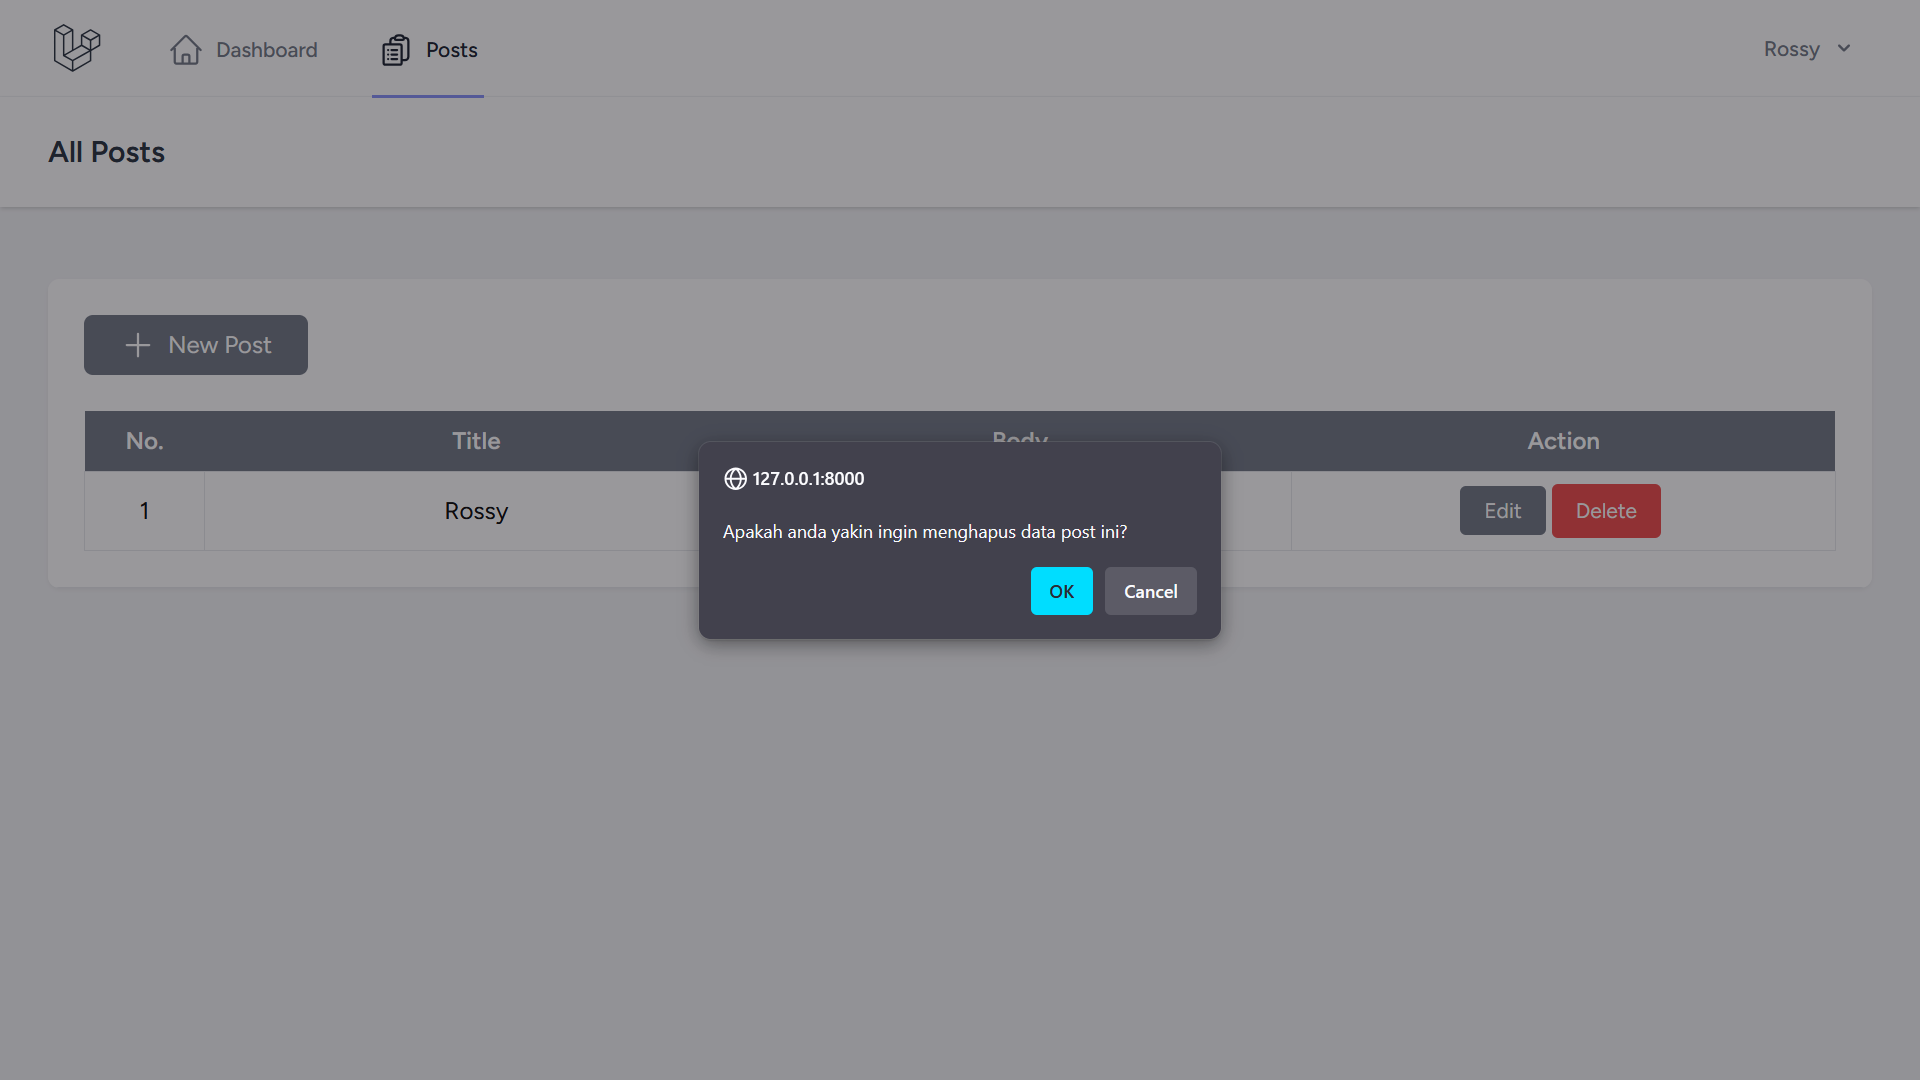 Dashboard
Posts
Rossy
All Posts
New Post
No.
Title
Body
Action
1
Rossy
Edit
Delete
127.0.0.1:8000
Apakah anda yakin ingin menghapus data post ini?
OK
Cancel